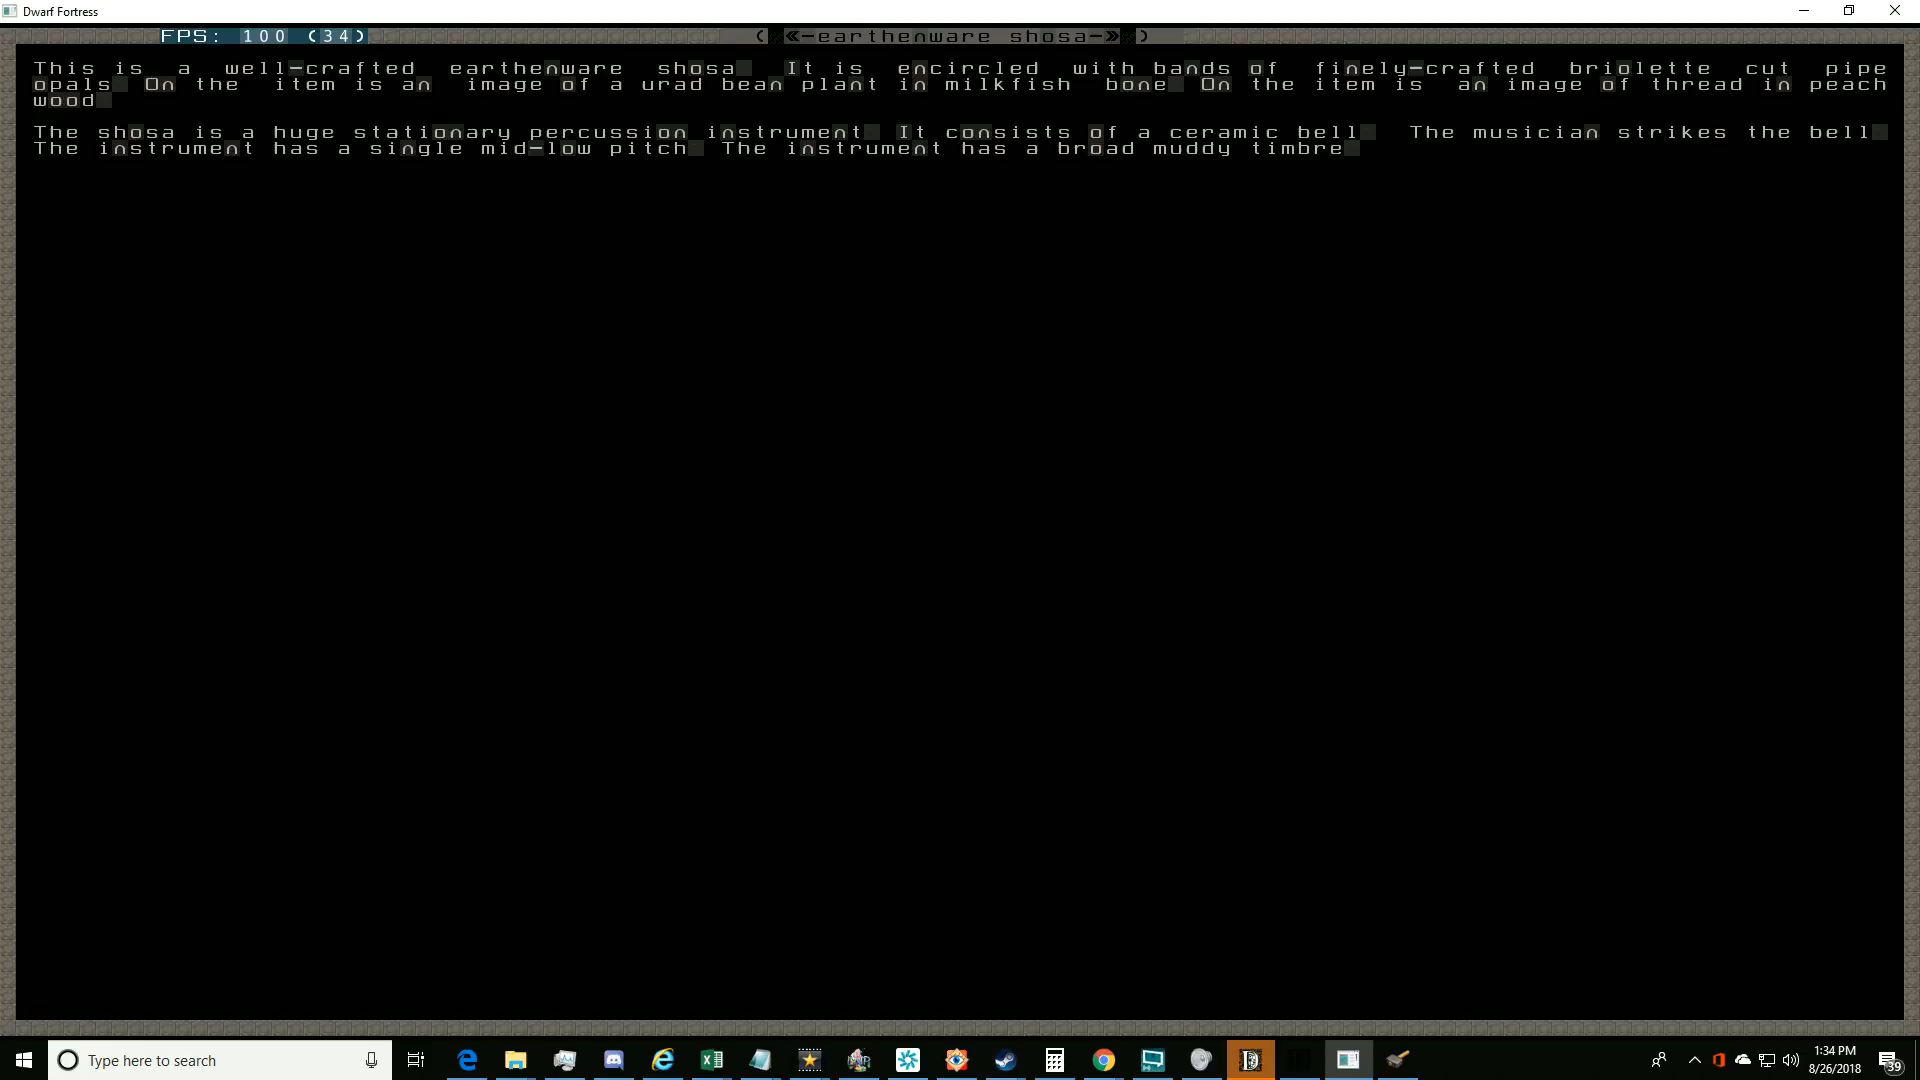 Dwarf Fortress
FPS: 100 (34)
( «-earthenware shosa-» )
This is a well-crafted earthenware shosa It is encircled with bands of finely-crafted briolette cut pipe
opals On the item is an image of a urad bean plant in milkfish bone On the item is an image of thread in peach
wood
The shosa is a huge stationary percussion instrument It consists of a ceramic bell The musician strikes the bell
The instrument has a single mid-low pitch The instrument has a broad muddy timbre
Type here to search
1:34 PM
8/26/2018
39